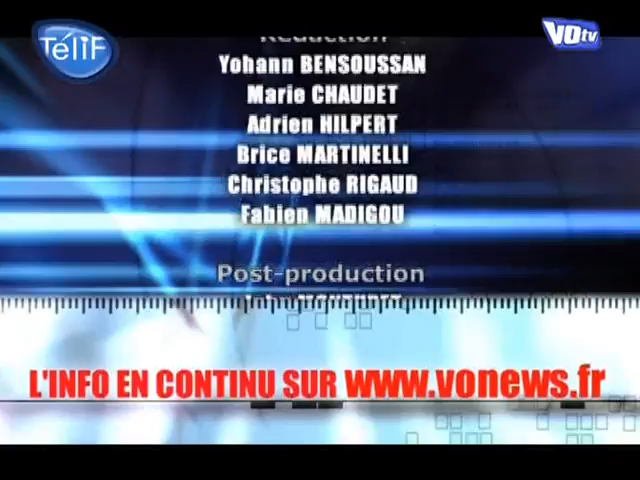 TéliF
VOtv
Rédaction
Yohann BENSOUSSAN
Marie CHAUDET
Adrien HILPERT
Brice MARTINELLI
Christophe RIGAUD
Fabien MADIGOU
Post-production
L'INFO EN CONTINU SUR www.vonews.fr